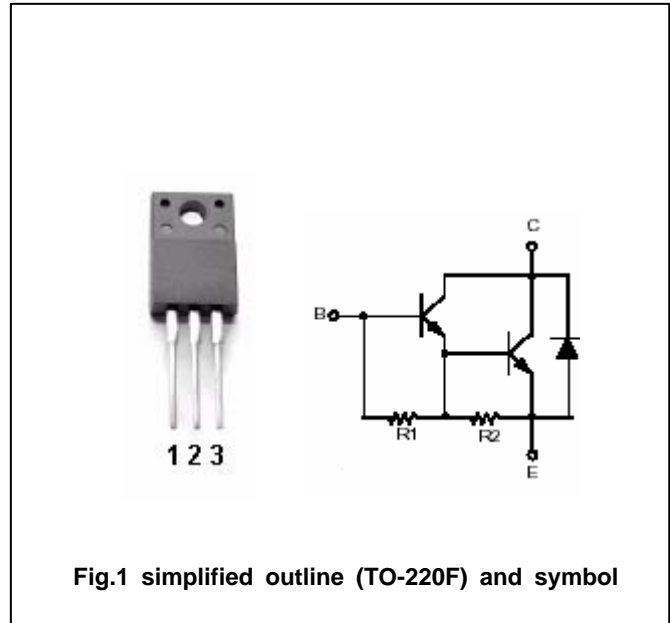 C
B
R1
R2
E
1 2 3
Fig.1 simplified outline (TO-220F) and symbol